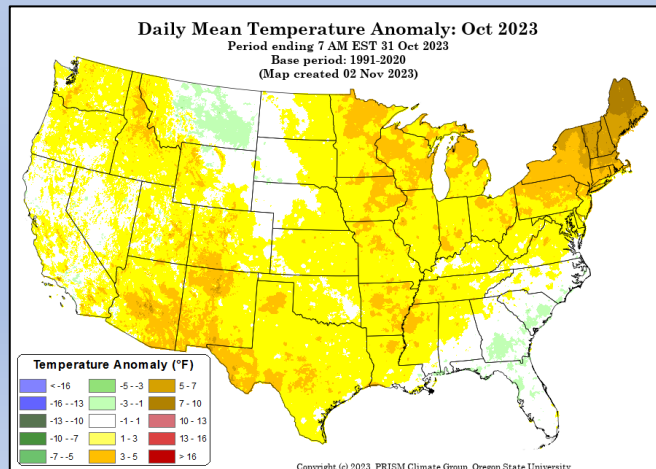 Daily Mean Temperature Anomaly: Oct 2023
Period ending 7 AM EST 31 Oct 2023
Base period: 1991-2020
(Map created 02 Nov 2023)
Temperature Anomaly (°F)
< -16 -5 - -3 5 - 7
-16 - -13 -3 - -1 7 - 10
-13 - -10 -1 - 1 10 - 13
-10 - -7 1 - 3 13 - 16
-7 - -5 3 - 5 > 16
Copyright (c) 2023, PRISM Climate Group, Oregon State University